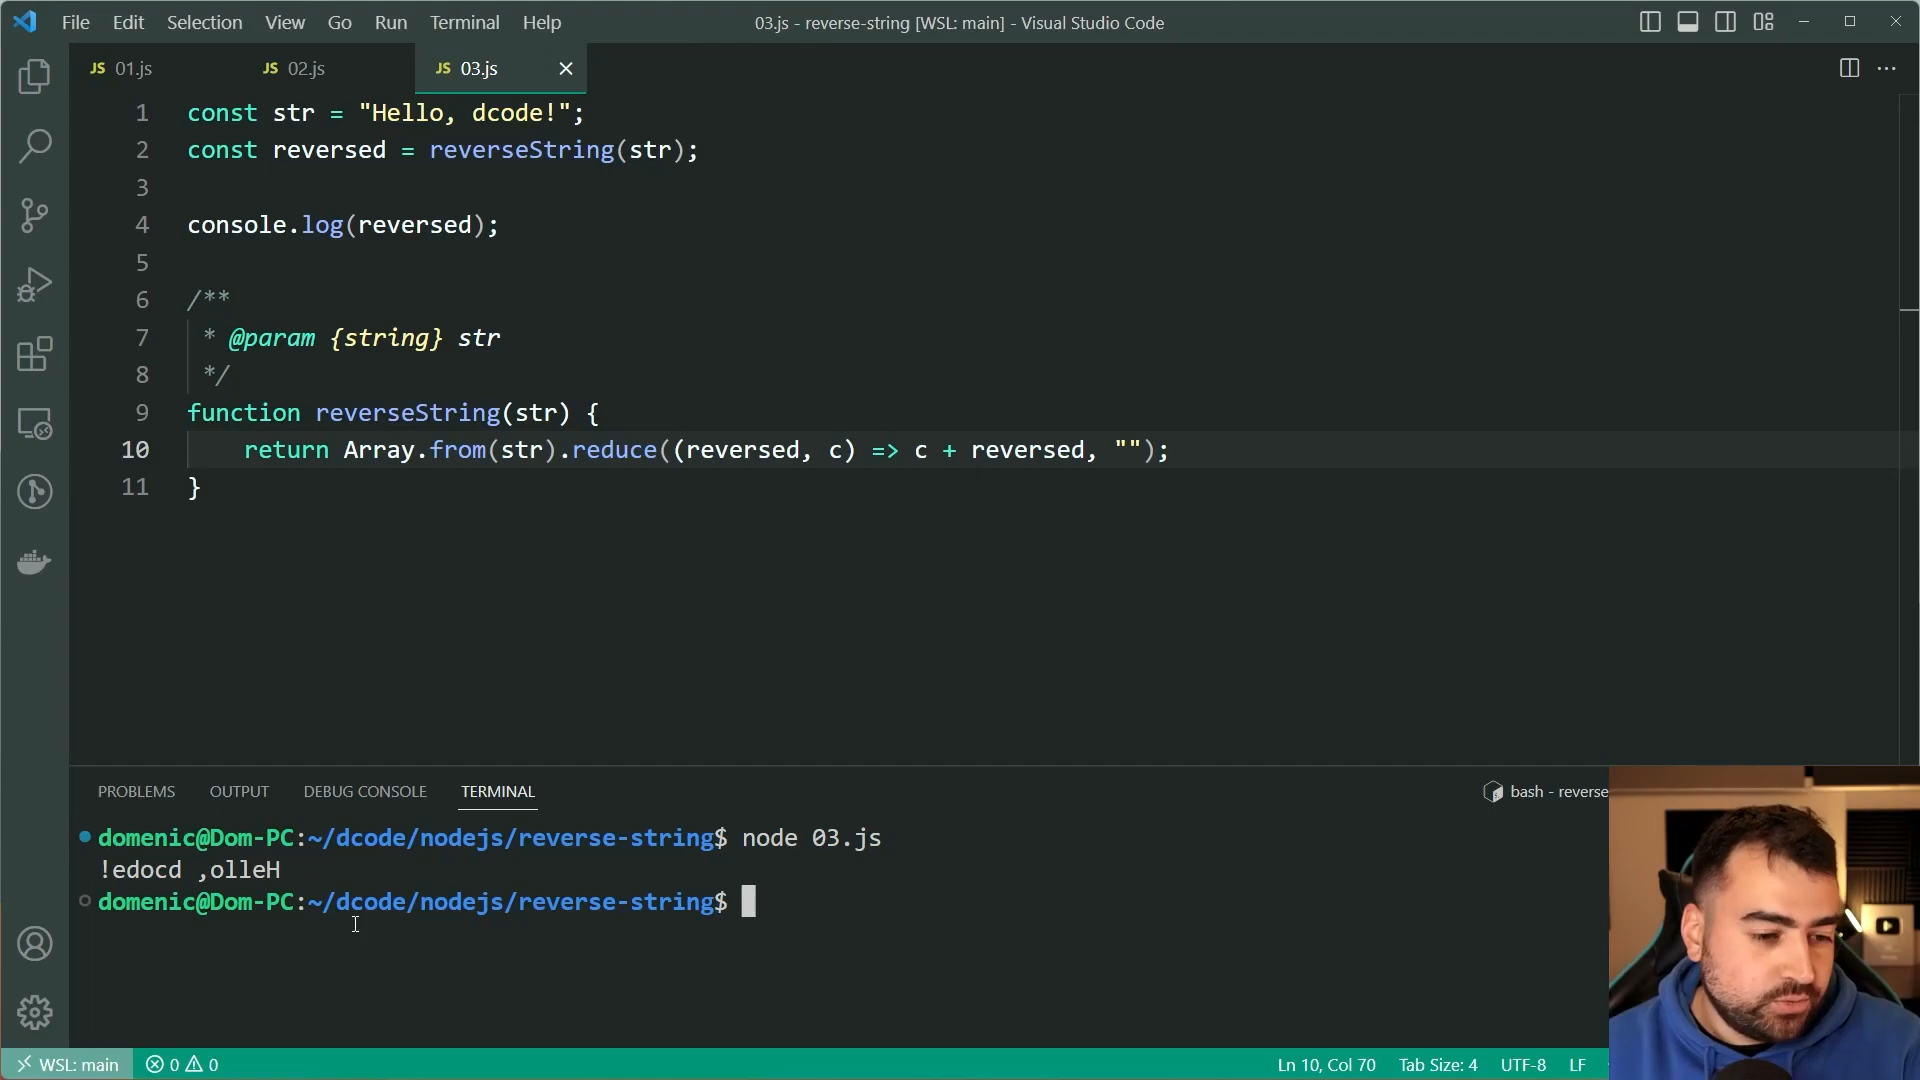 File Edit Selection View Go Run Terminal Help 03.js - reverse-string [WSL: main] - Visual Studio Code
JS 01.js JS 02.js JS 03.js
1 const str = "Hello, dcode!";
2 const reversed = reverseString(str);
3
4 console.log(reversed);
5
6 /**
7 * @param {string} str
8 */
9 function reverseString(str) {
10 return Array.from(str).reduce((reversed, c) => c + reversed, "");
11 }
PROBLEMS OUTPUT DEBUG CONSOLE TERMINAL bash - reverse
domenic@Dom-PC:~/dcode/nodejs/reverse-string$ node 03.js
!edocd ,olleH
domenic@Dom-PC:~/dcode/nodejs/reverse-string$
WSL: main 0 0 Ln 10, Col 70 Tab Size: 4 UTF-8 LF